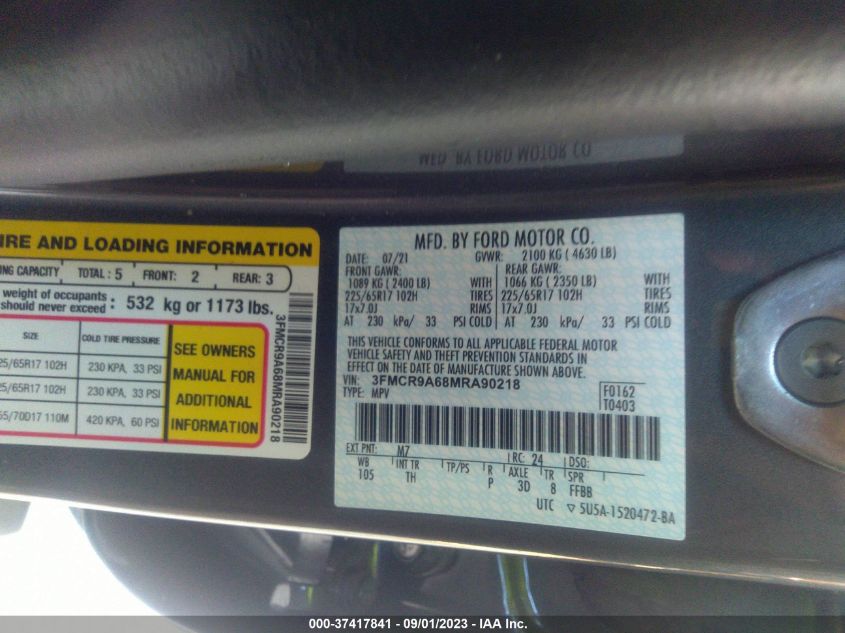 MFD. BY FORD MOTOR CO.
IRE AND LOADING INFORMATION
NG CAPACITY TOTAL : 5 FRONT: 2 REAR: 3
weight of occupants : 532 kg or 1173 lbs.
should never exceed :
SIZE COLD TIRE PRESSURE
25/65R17 102H 230 KPA, 33 PSI
25/65R17 102H 230 KPA, 33 PSI
55/70D17 110M 420 KPA, 60 PSI
SEE OWNERS
MANUAL FOR
ADDITIONAL
INFORMATION
3FMCR9A68MRA90218
MFD. BY FORD MOTOR CO.
DATE: 07/21 GVWR: 2100 KG ( 4630 LB)
FRONT GAWR: REAR GAWR:
1089 KG ( 2400 LB) WITH 1066 KG ( 2350 LB) WITH
225/65R17 102H TIRES 225/65R17 102H TIRES
17x7.0J RIMS 17x7.0J RIMS
AT 230 kPa/ 33 PSI COLD AT 230 kPa/ 33 PSI COLD
THIS VEHICLE CONFORMS TO ALL APPLICABLE FEDERAL MOTOR
VEHICLE SAFETY AND THEFT PREVENTION STANDARDS IN
EFFECT ON THE DATE OF MANUFACTURE SHOWN ABOVE.
VIN: 3FMCR9A68MRA90218
TYPE: MPV
F0162
T0403
EXT PNT: M7 RC: 24 DSO:
WB INT TR TP/PS R AXLE TR SPR
105 TH P 3D 8 FFBB
UTC ▽ 5U5A-1520472-BA
000-37417841 - 09/01/2023 - IAA Inc.